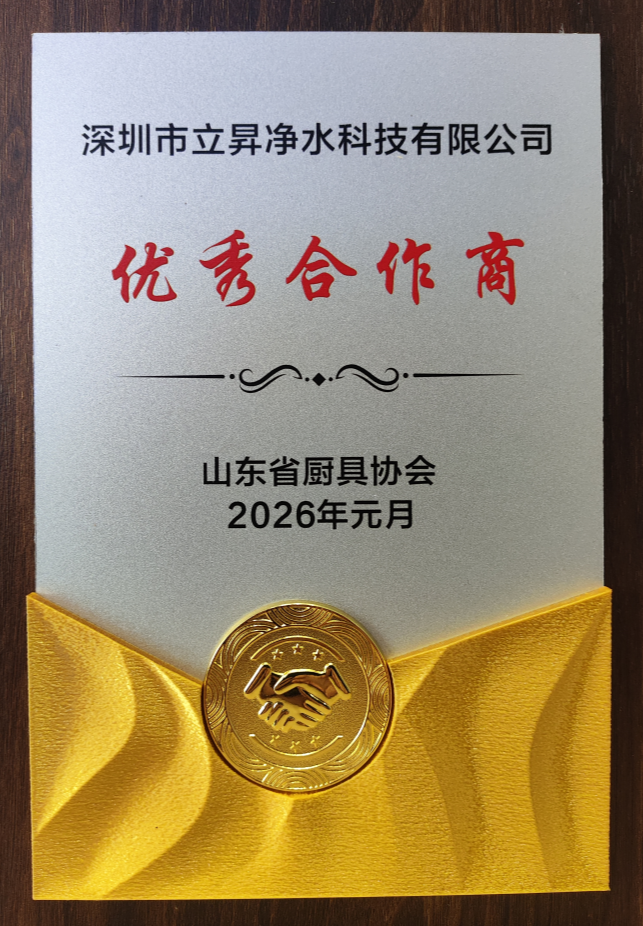 深圳市立昇净水科技有限公司
优秀合作商
山东省厨具协会
2026年元月